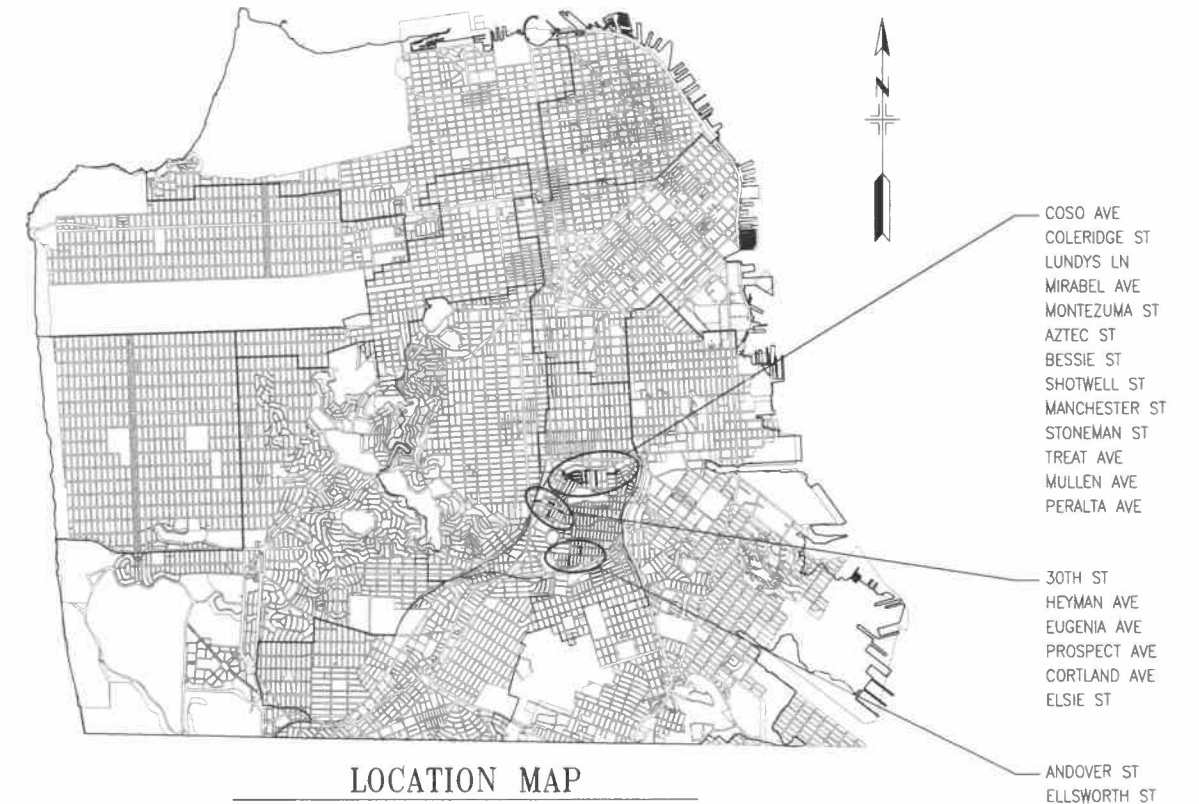 N
COSO AVE
COLERIDGE ST
LUNDYS LN
MIRABEL AVE
MONTEZUMA ST
AZTEC ST
BESSIE ST
SHOTWELL ST
MANCHESTER ST
STONEMAN ST
TREAT AVE
MULLEN AVE
PERALTA AVE
30TH ST
HEYMAN AVE
EUGENIA AVE
PROSPECT AVE
CORTLAND AVE
ELSIE ST
ANDOVER ST
ELLSWORTH ST
LOCATION MAP